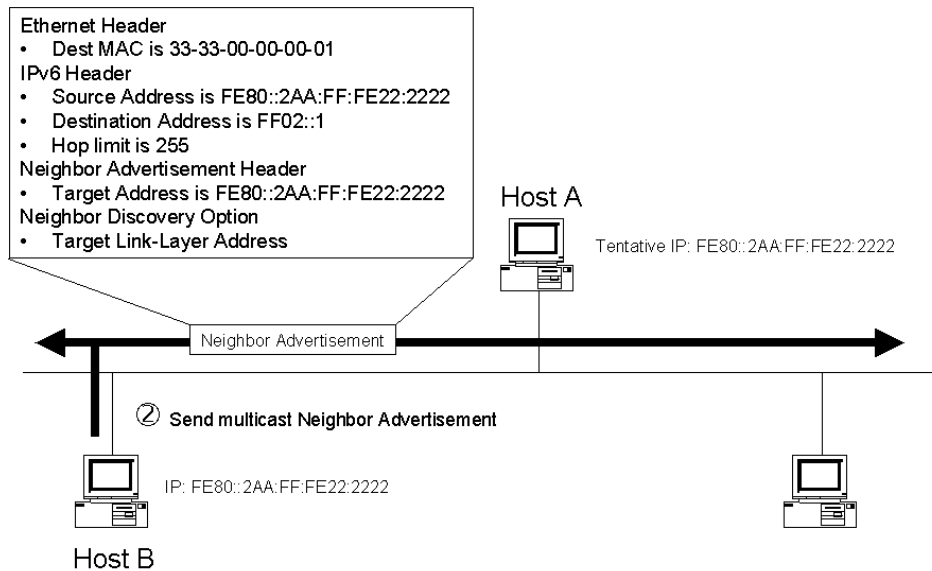 Ethernet Header
• Dest MAC is 33-33-00-00-00-01
IPv6 Header
• Source Address is FE80::2AA:FF:FE22:2222
• Destination Address is FF02::1
• Hop limit is 255
Neighbor Advertisement Header
• Target Address is FE80::2AA:FF:FE22:2222
Neighbor Discovery Option
• Target Link-Layer Address
Host A
Tentative IP: FE80::2AA:FF:FE22:2222
Neighbor Advertisement
② Send multicast Neighbor Advertisement
IP: FE80::2AA:FF:FE22:2222
Host B